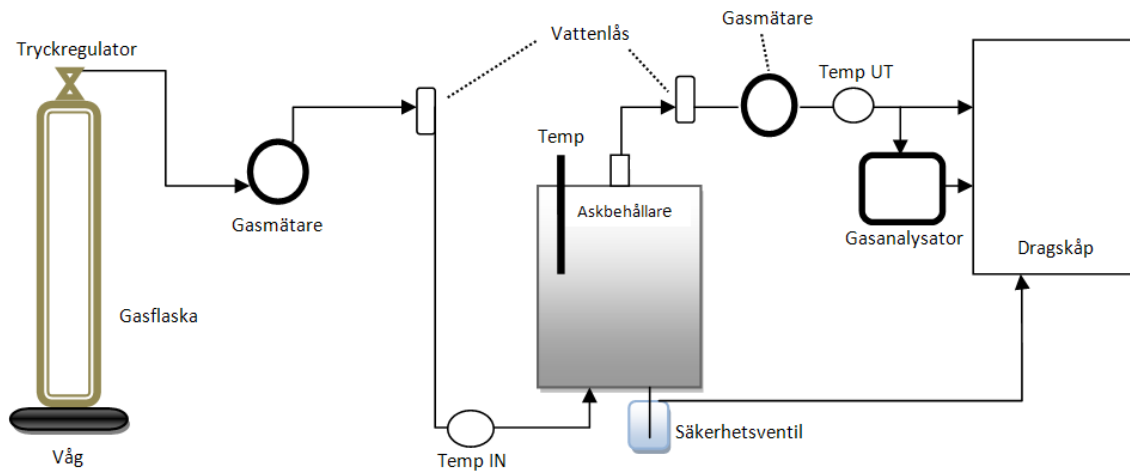 Gasmätare
Tryckregulator
Vattenlås
Temp UT
Temp
Askbehållare
Gasmätare
Gasanalysator
Dragskåp
Gasflaska
Säkerhetsventil
Våg
Temp IN